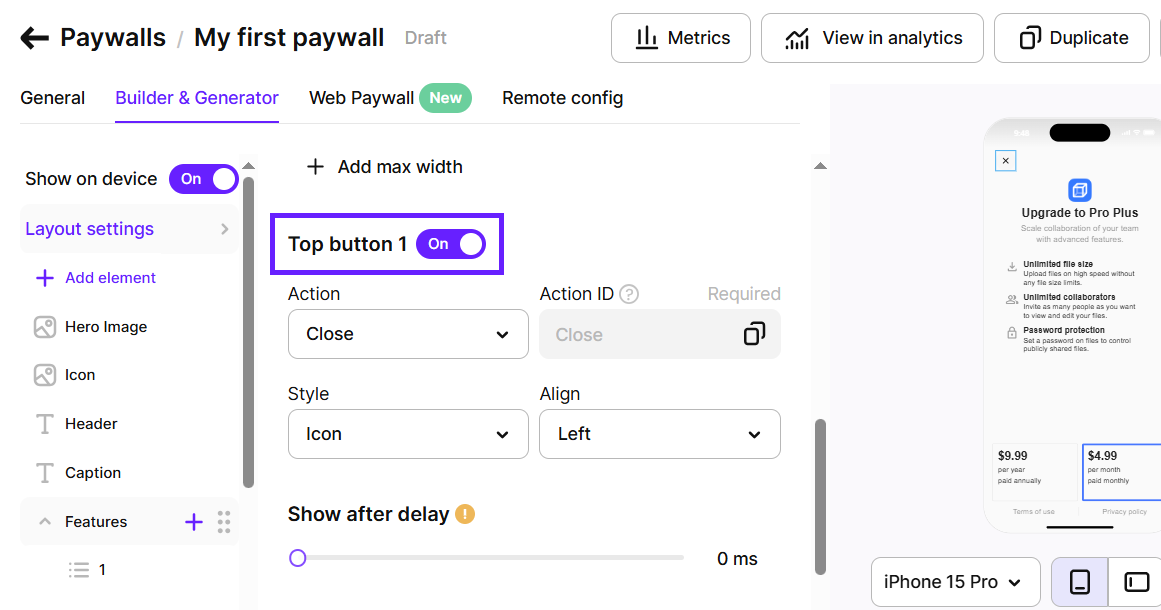 Paywalls / My first paywall Draft
Metrics
View in analytics
Duplicate
General
Builder & Generator
Web Paywall New
Remote config
Show on device On
Layout settings
Add element
Hero Image
Icon
Header
Caption
Features
1
Add max width
Top button 1 On
Action
Close
Action ID ?
Required
Close
Style
Icon
Align
Left
Show after delay !
0 ms
Upgrade to Pro Plus
Scale collaboration of your team
with advanced features.
Unlimited file size
Upload files on high speed without
any file size limits.
Unlimited collaborators
Invite as many people as you want
to view and edit your files.
Password protection
Set a password on files to control
publicly shared files.
$9.99
per year
paid annually
$4.99
per month
paid monthly
Terms of use
Privacy policy
iPhone 15 Pro